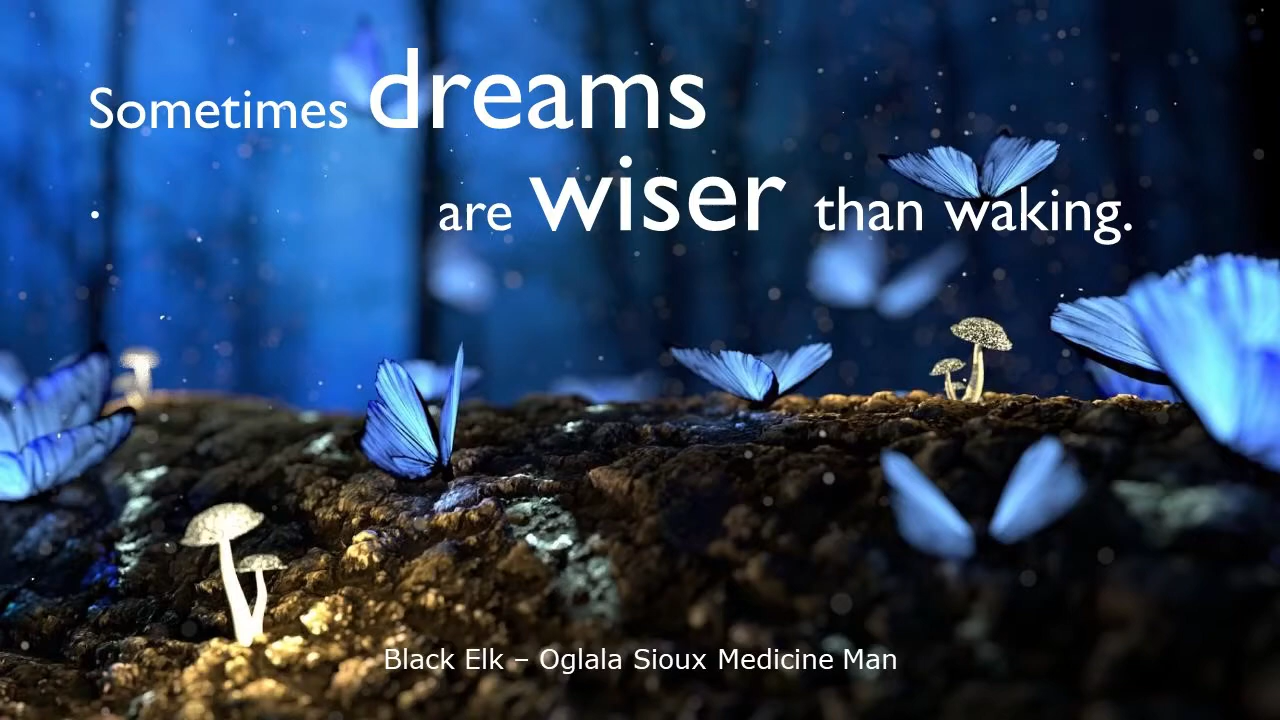 Sometimes dreams
are wiser than waking.
Black Elk – Oglala Sioux Medicine Man